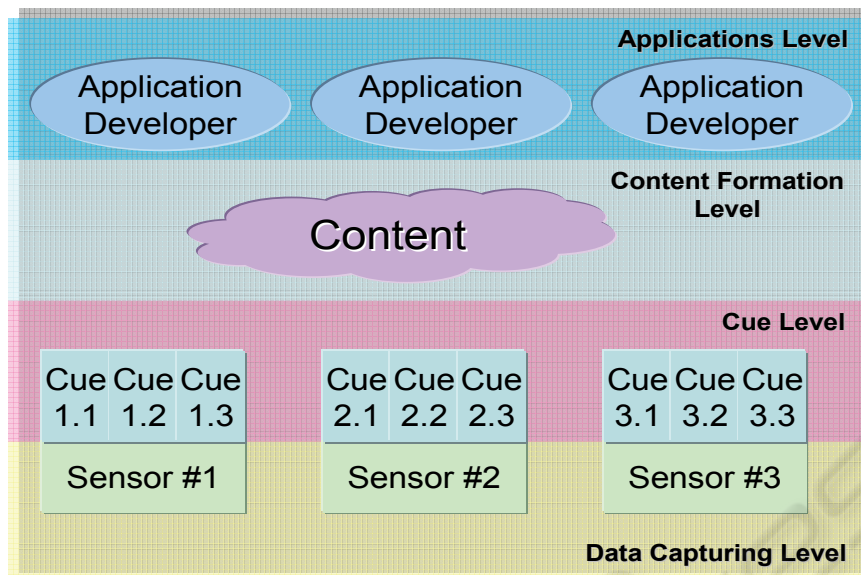 Applications Level
Application Developer
Application Developer
Application Developer
Content Formation
Level
Content
Cue Level
Cue 1.1
Cue 1.2
Cue 1.3
Cue 2.1
Cue 2.2
Cue 2.3
Cue 3.1
Cue 3.2
Cue 3.3
Sensor #1
Sensor #2
Sensor #3
Data Capturing Level